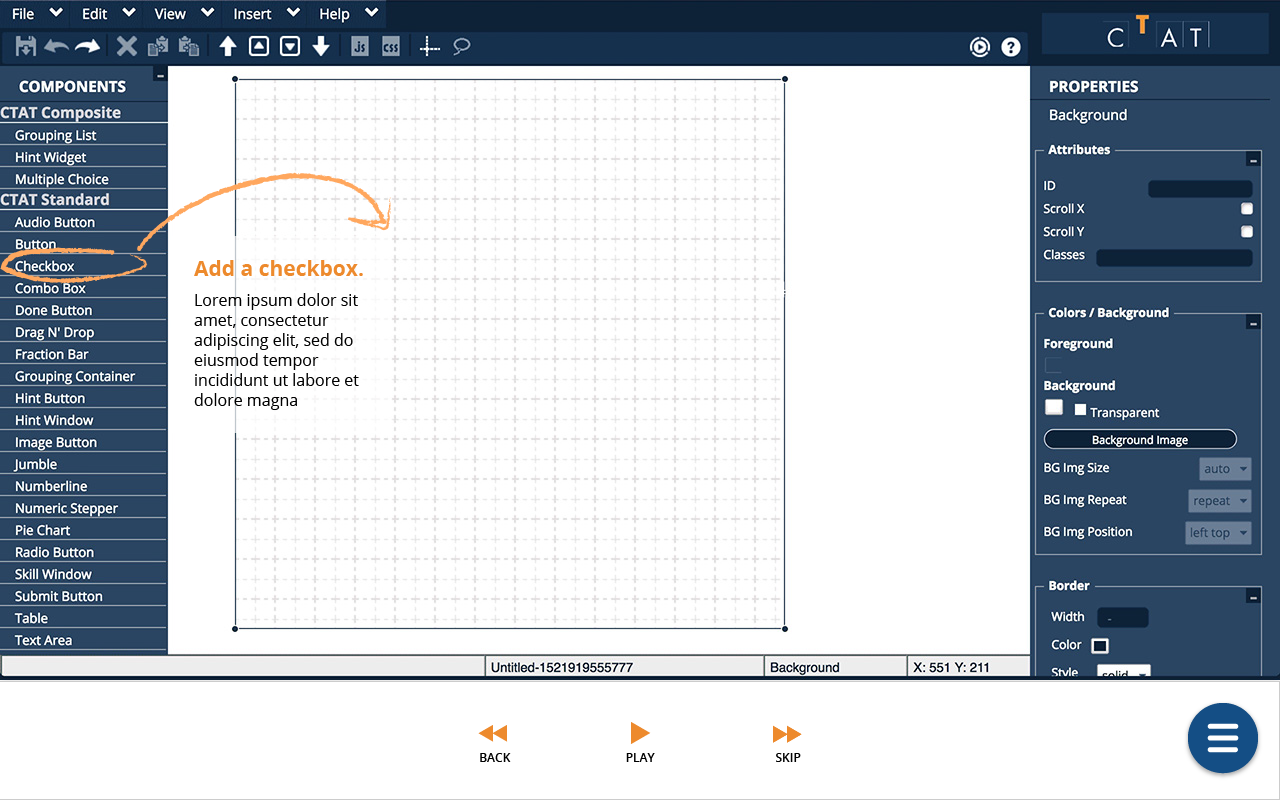 File Edit View Insert Help
.js css ?
C T A T
COMPONENTS
CTAT Composite
Grouping List
Hint Widget
Multiple Choice
CTAT Standard
Audio Button
Button
Checkbox
Combo Box
Done Button
Drag N' Drop
Fraction Bar
Grouping Container
Hint Button
Hint Window
Image Button
Jumble
Numberline
Numeric Stepper
Pie Chart
Radio Button
Skill Window
Submit Button
Table
Text Area
Add a checkbox.
Lorem ipsum dolor sit
amet, consectetur
adipiscing elit, sed do
eiusmod tempor
incididunt ut labore et
dolore magna
Untitled-1521919555777 Background X: 551 Y: 211
PROPERTIES
Background
Attributes
ID
Scroll X
Scroll Y
Classes
Colors / Background
Foreground
Background
Transparent
Background Image
BG Img Size auto
BG Img Repeat repeat
BG Img Position left top
Border
Width -
Color
Style solid
BACK PLAY SKIP